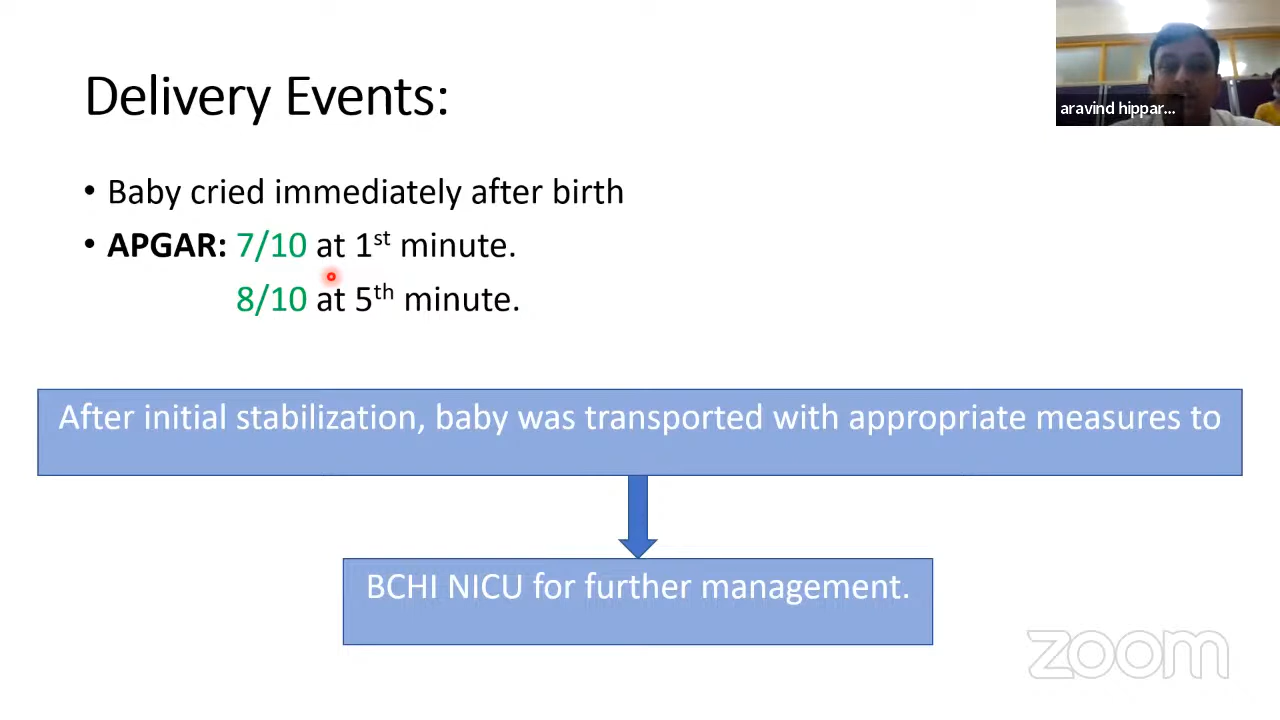 Delivery Events:
aravind hippar...
• Baby cried immediately after birth
• APGAR: 7/10 at 1st minute.
8/10 at 5th minute.
After initial stabilization, baby was transported with appropriate measures to
BCHI NICU for further management.
zoom